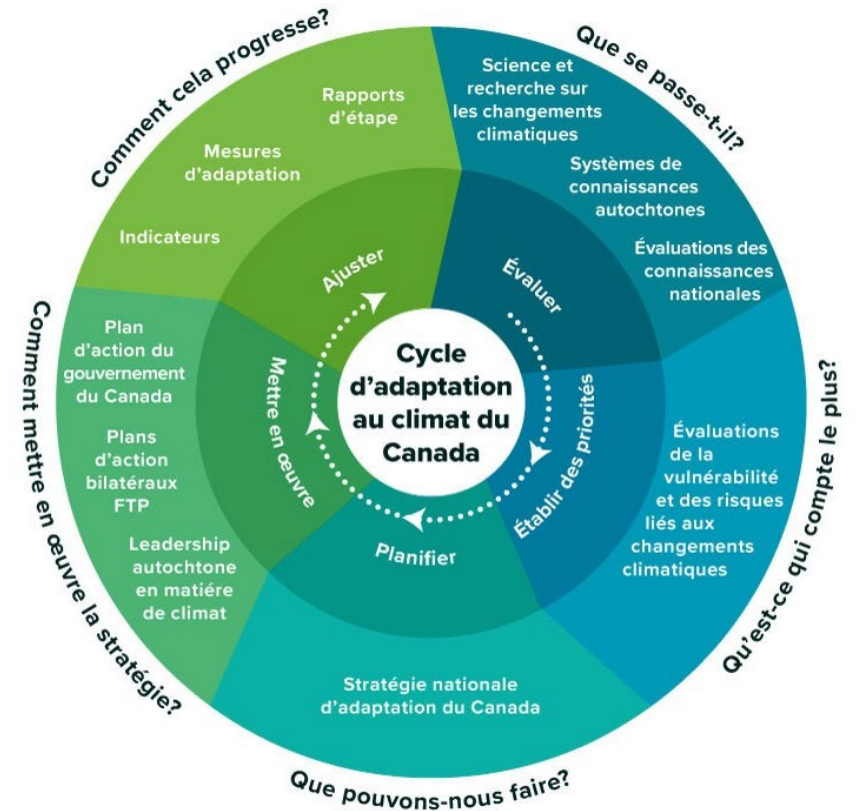 Cycle
d’adaptation
au climat du
Canada
Que se passe-t-il?
Évaluer
Science et
recherche sur
les changements
climatiques
Systèmes de
connaissances
autochtones
Évaluations des
connaissances
nationales
Qu’est-ce qui compte le plus?
Établir des priorités
Évaluations
de la
vulnérabilité
et des risques
liés aux
changements
climatiques
Que pouvons-nous faire?
Planifier
Stratégie nationale
d’adaptation du Canada
Comment mettre en œuvre la stratégie?
Mettre en œuvre
Plan
d’action du
gouvernement
du Canada
Plans
d’action
bilatéraux
FTP
Leadership
autochtone
en matiére
de climat
Comment cela progresse?
Ajuster
Indicateurs
Mesures
d’adaptation
Rapports
d’étape